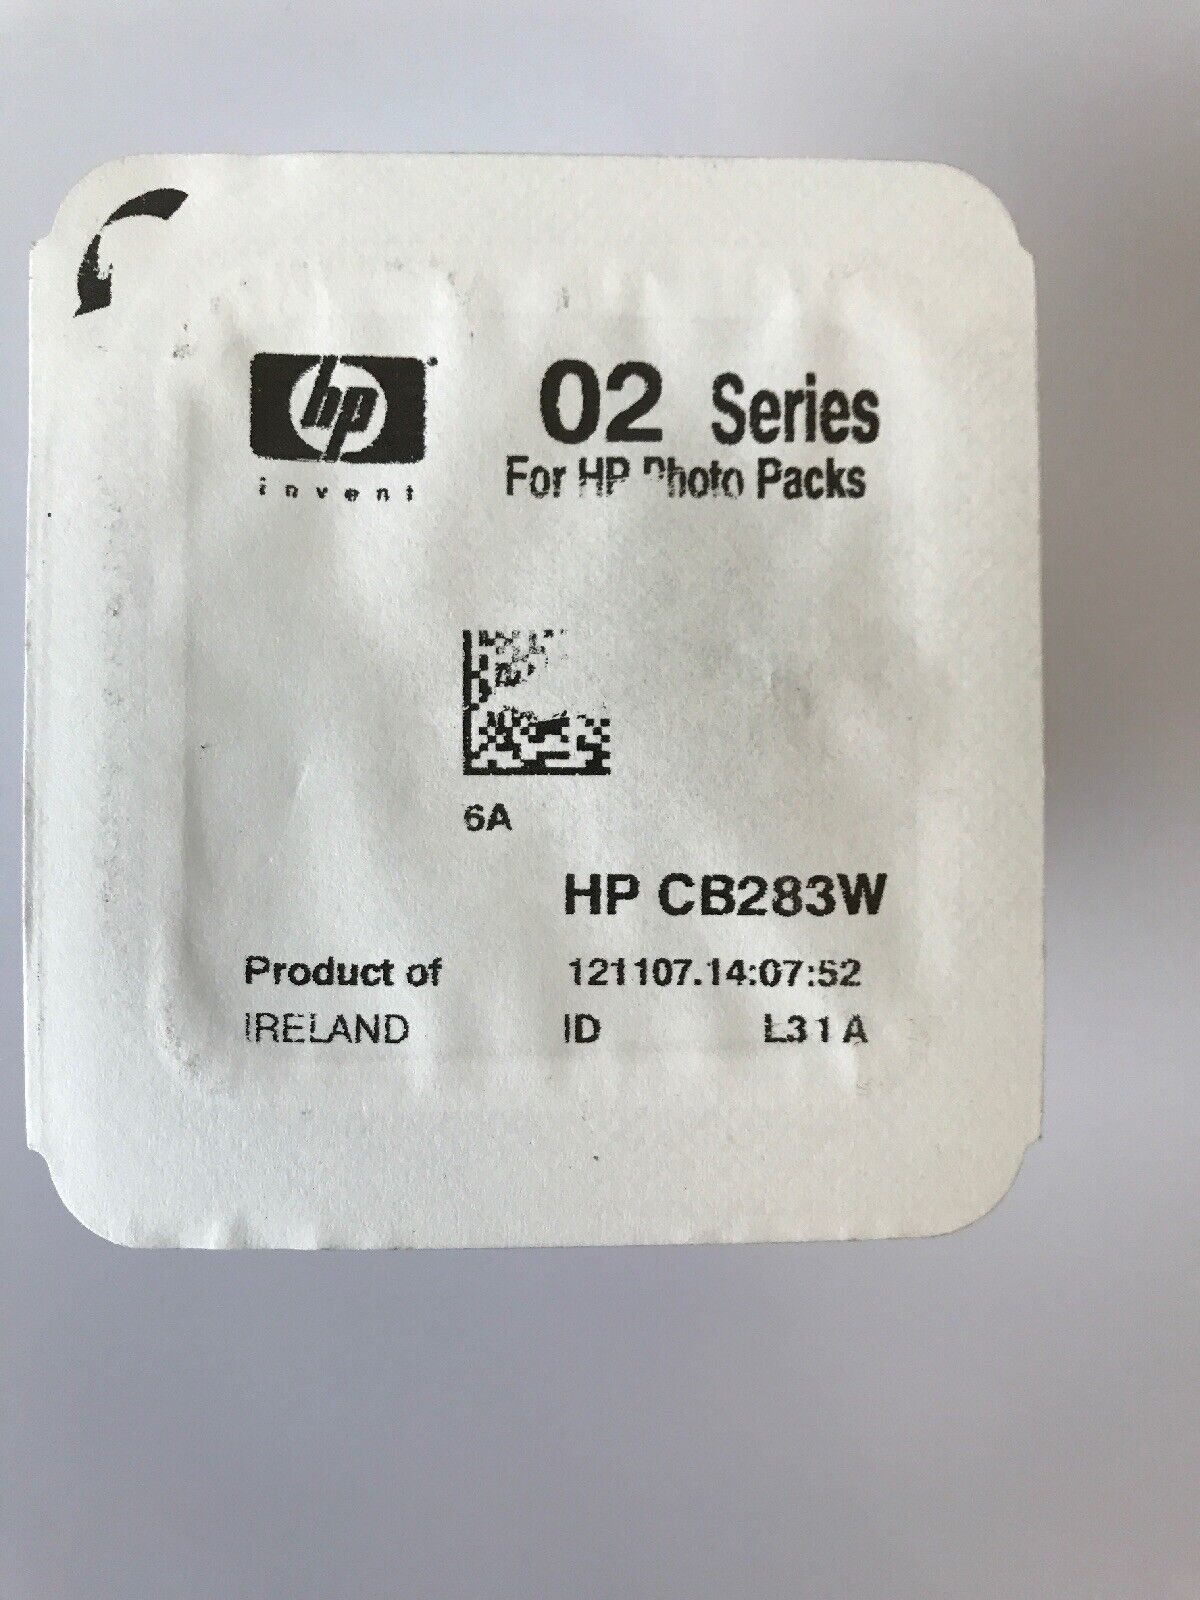 hp
invent
02 Series
For HP Photo Packs
6A
HP CB283W
Product of
IRELAND
121107.14:07:52
ID L31A